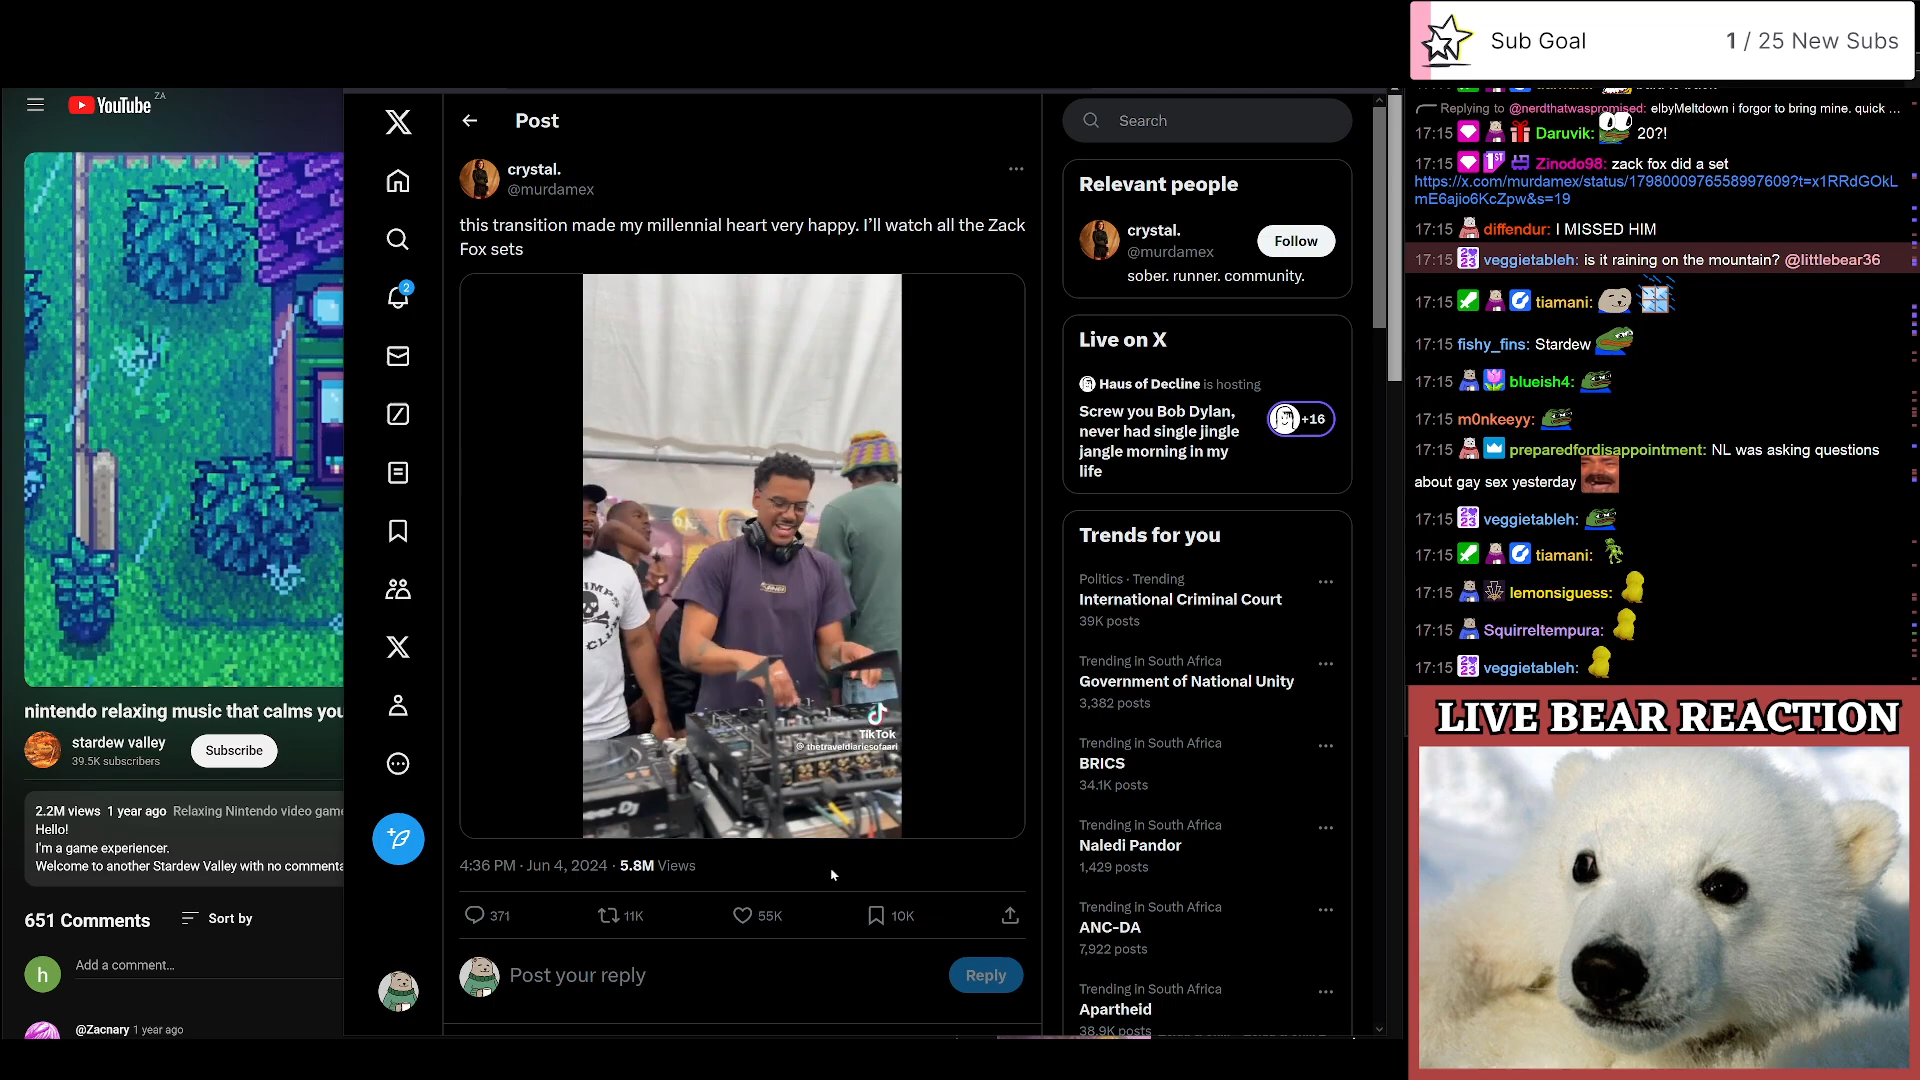 Sub Goal
1 / 25 New Subs
YouTube ZA
nintendo relaxing music that calms you
stardew valley
39.5K subscribers
Subscribe
2.2M views 1 year ago Relaxing Nintendo video game
Hello!
I'm a game experiencer.
Welcome to another Stardew Valley with no commenta
651 Comments
Sort by
h
Add a comment...
@Zacnary 1 year ago
2
Post
crystal.
@murdamex
this transition made my millennial heart very happy. I'll watch all the Zack
Fox sets
TikTok
@thetraveldiariesofaari
4:36 PM · Jun 4, 2024 · 5.8M Views
371
11K
55K
10K
Post your reply
Reply
Search
Relevant people
crystal.
@murdamex
Follow
sober. runner. community.
Live on X
Haus of Decline is hosting
Screw you Bob Dylan,
never had single jingle
jangle morning in my
life
+16
Trends for you
Politics · Trending
International Criminal Court
39K posts
Trending in South Africa
Government of National Unity
3,382 posts
Trending in South Africa
BRICS
34.1K posts
Trending in South Africa
Naledi Pandor
1,429 posts
Trending in South Africa
ANC-DA
7,922 posts
Trending in South Africa
Apartheid
38.9K posts
Replying to @nerdthatwaspromised: elbyMeltdown i forgor to bring mine. quick ...
17:15 Daruvik: 20?!
17:15 1ST Zinodo98: zack fox did a set
https://x.com/murdamex/status/1798000976558997609?t=x1RRdGOkL
mE6ajio6KcZpw&s=19
17:15 diffendur: I MISSED HIM
17:15 veggietableh: is it raining on the mountain? @littlebear36
17:15 tiamani:
17:15 fishy_fins: Stardew
17:15 blueish4:
17:15 m0nkeeyy:
17:15 preparedfordisappointment: NL was asking questions
about gay sex yesterday
17:15 veggietableh:
17:15 tiamani:
17:15 lemonsiguess:
17:15 Squirreltempura:
17:15 veggietableh:
LIVE BEAR REACTION